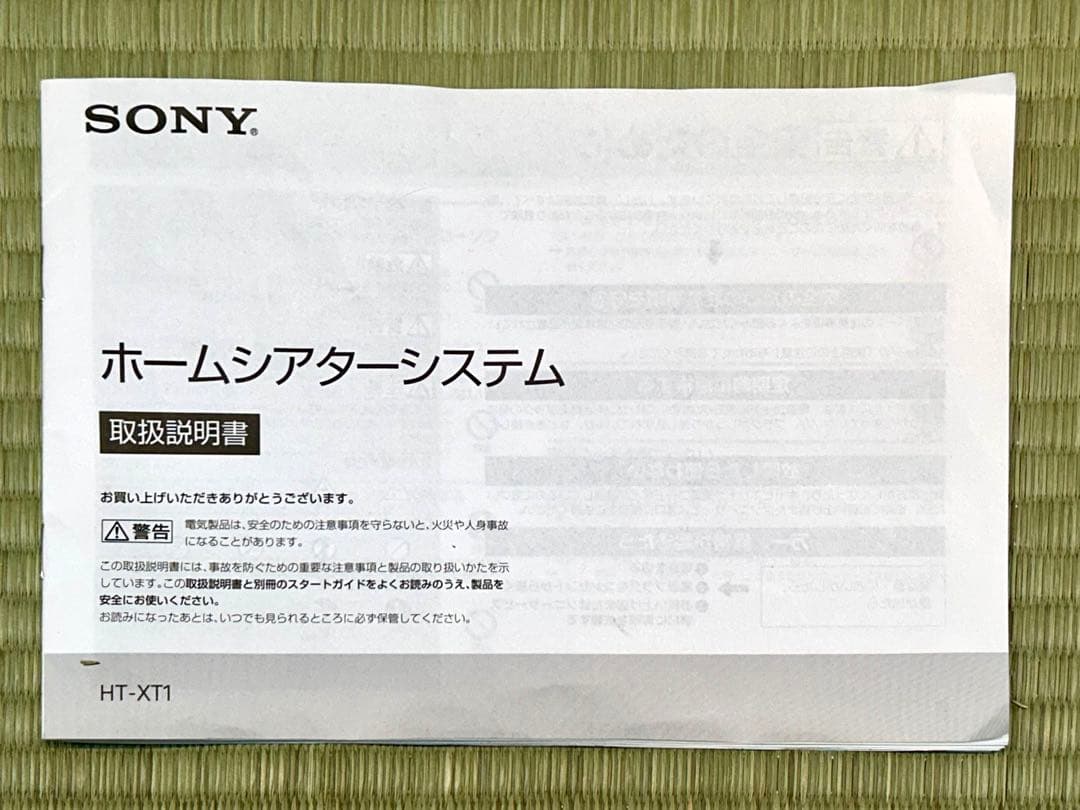 SONY®
ホームシアターシステム
取扱説明書
お買い上げいただきありがとうございます。
警告 電気製品は、安全のための注意事項を守らないと、火災や人身事故
になることがあります。
この取扱説明書には、事故を防ぐための重要な注意事項と製品の取り扱いかたを示
しています。この取扱説明書と別冊のスタートガイドをよくお読みのうえ、製品を
安全にお使いください。
お読みになったあとは、いつでも見られるところに必ず保管してください。
HT-XT1